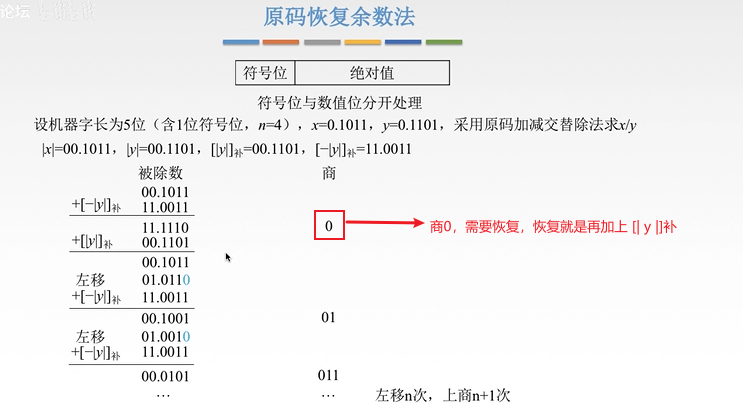 论坛
原码恢复余数法
符号位 绝对值
符号位与数值位分开处理
设机器字长为5位（含1位符号位，n=4），x=0.1011，y=0.1101，采用原码加减交替除法求x/y
|x|=00.1011，|y|=00.1101，[|y|]补=00.1101，[−|y|]补=11.0011
被除数 商
00.1011
+[−|y|]补 11.0011
11.1110 0 商0，需要恢复，恢复就是再加上 [| y |]补
+[|y|]补 00.1101
00.1011
左移 01.0110
+[−|y|]补 11.0011
00.1001 01
左移 01.0010
+[−|y|]补 11.0011
00.0101 011
… … 左移n次，上商n+1次